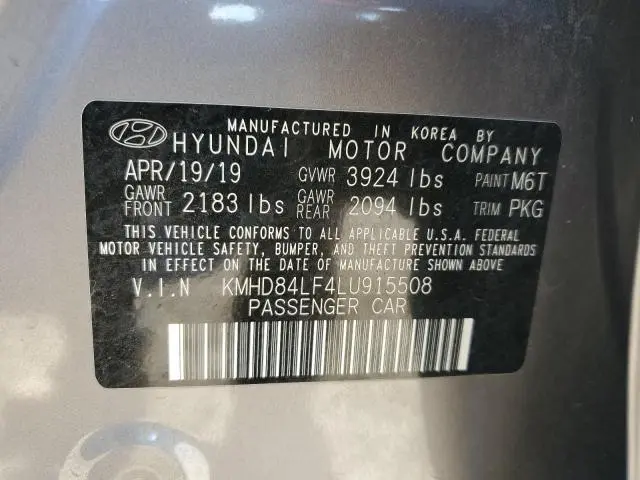 MANUFACTURED IN KOREA BY
HYUNDAI MOTOR COMPANY
APR/19/19 GVWR 3924 lbs PAINT M6T
GAWR FRONT 2183 lbs GAWR REAR 2094 lbs TRIM PKG
THIS VEHICLE CONFORMS TO ALL APPLICABLE U.S.A. FEDERAL
MOTOR VEHICLE SAFETY, BUMPER, AND THEFT PREVENTION STANDARDS
IN EFFECT ON THE DATE OF MANUFACTURE SHOWN ABOVE
V.I.N KMHD84LF4LU915508
PASSENGER CAR